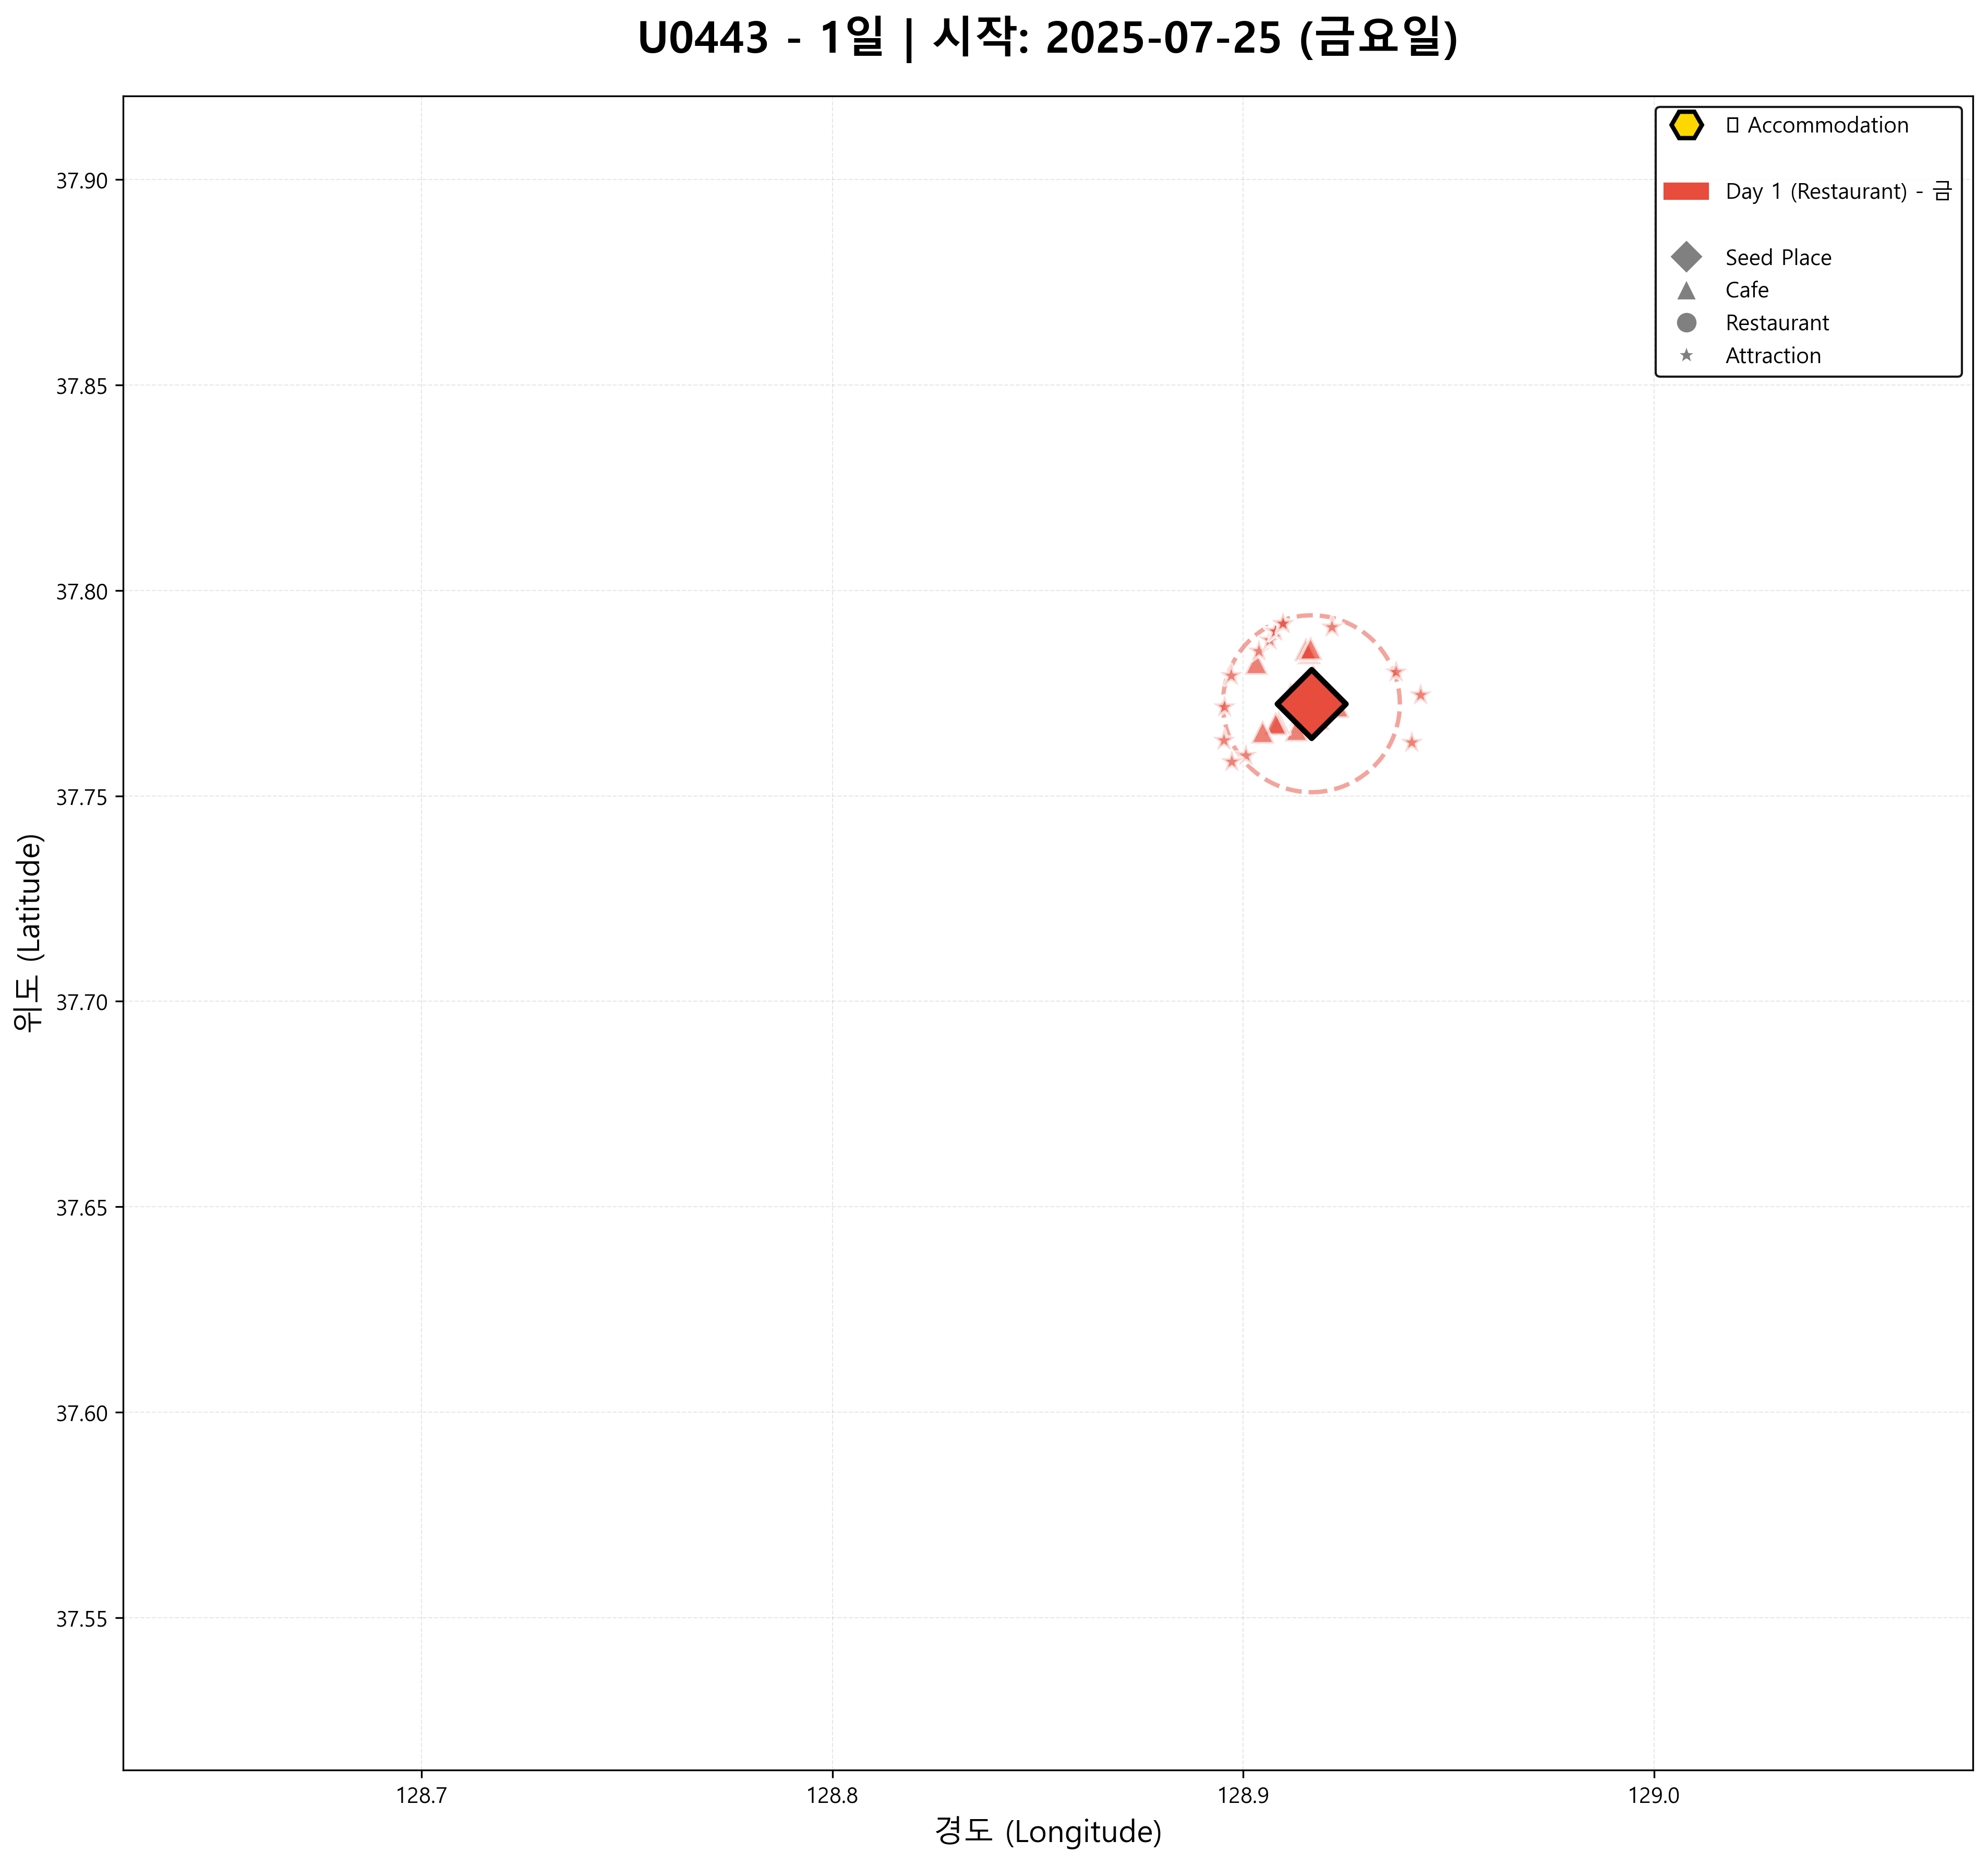 U0443 - 1일 | 시작: 2025-07-25 (금요일)
Accommodation
Day 1 (Restaurant) - 금
Seed Place
Cafe
Restaurant
Attraction
위도 (Latitude)
37.90
37.85
37.80
37.75
37.70
37.65
37.60
37.55
128.7
128.8
128.9
129.0
경도 (Longitude)